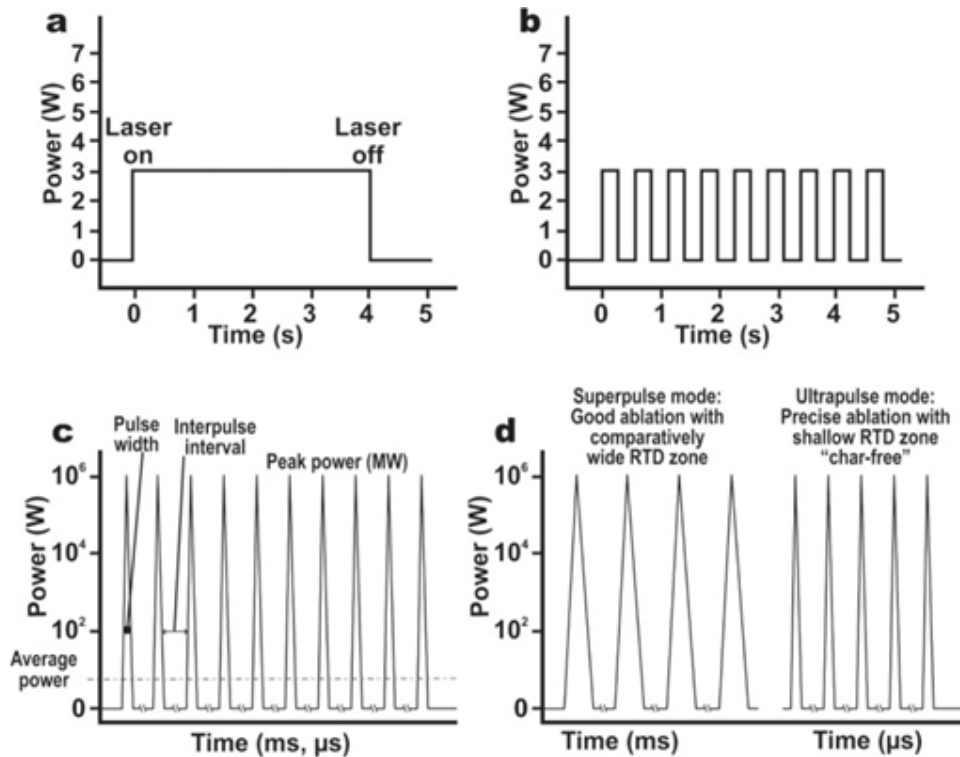 a
Power (W)
7
6
5
4
3
2
1
0
Laser
on
Laser
off
0 1 2 3 4 5
Time (s)
b
Power (W)
7
6
5
4
3
2
1
0
0 1 2 3 4 5
Time (s)
c
Pulse
width
Interpulse
interval
Peak power (MW)
Power (W)
10⁶
10⁴
10²
Average
power
0
Time (ms, µs)
d
Superpulse mode:
Good ablation with
comparatively
wide RTD zone
Ultrapulse mode:
Precise ablation with
shallow RTD zone
“char-free”
Power (W)
10⁶
10⁴
10²
0
Time (ms)
Time (µs)